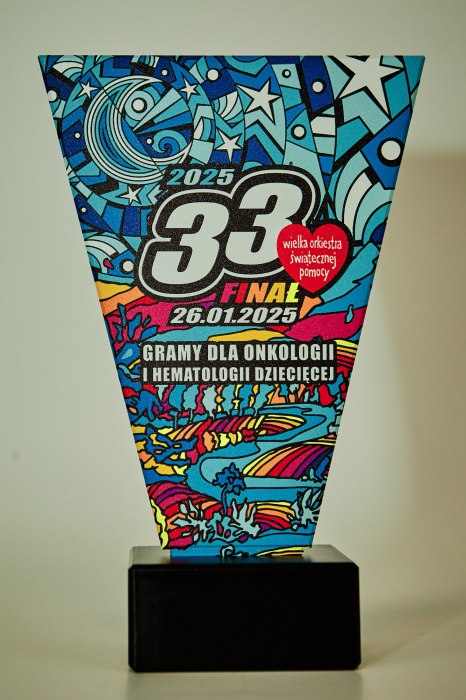 2025
33
wielka orkiestra
świątecznej
pomocy
FINAŁ
26.01.2025
GRAMY DLA ONKOLOGII
I HEMATOLOGII DZIECIĘCEJ